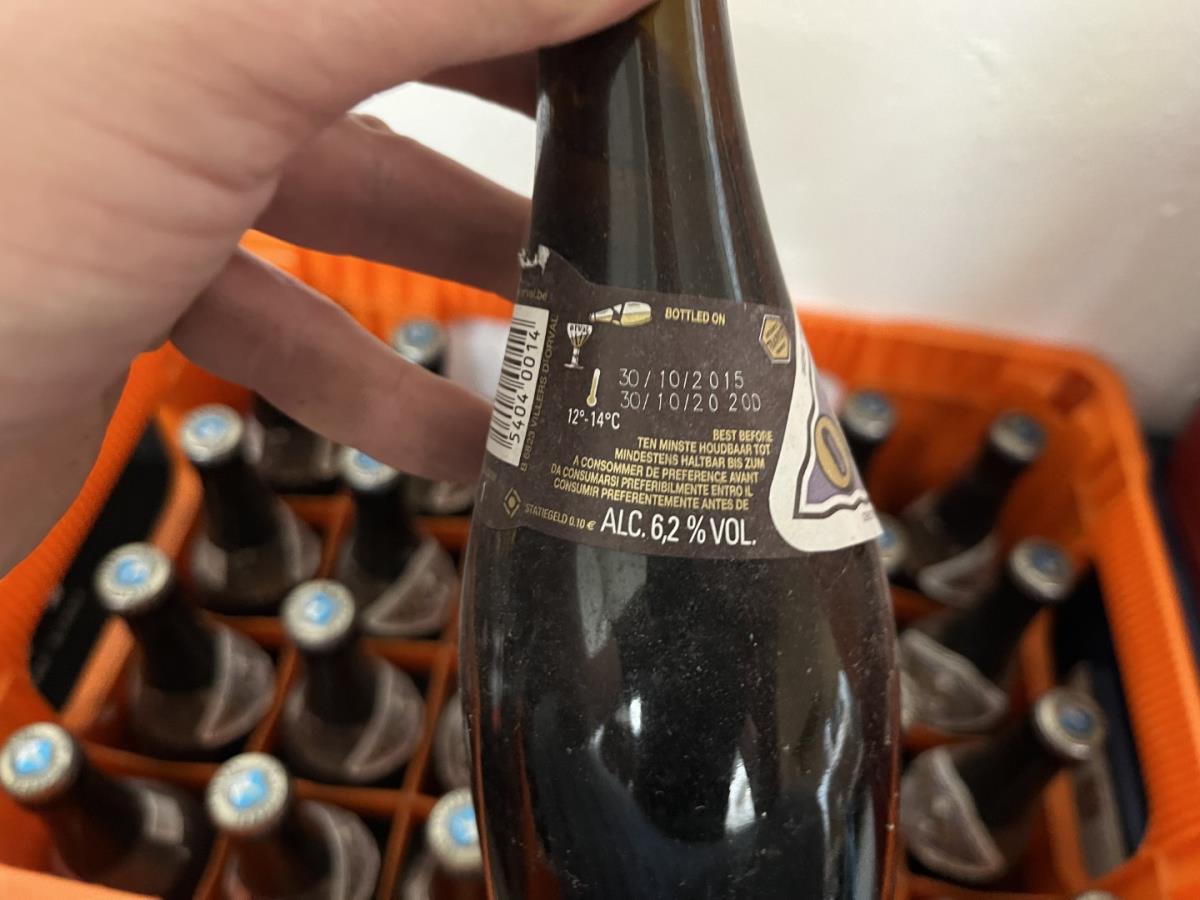 BOTTLED ON
30/10/2015
30/10/20 20D
12°-14°C
BEST BEFORE
TEN MINSTE HOUDBAAR TOT
MINDESTENS HALTBAR BIS ZUM
A CONSOMMER DE PREFERENCE AVANT
DA CONSUMARSI PREFERIBILMENTE ENTRO IL
CONSUMIR PREFERENTEMENTE ANTES DE
STATIEGELD 0.10 €
ALC. 6,2 % VOL.
5404 0014
B 6823 VILLERS D'ORVAL
O